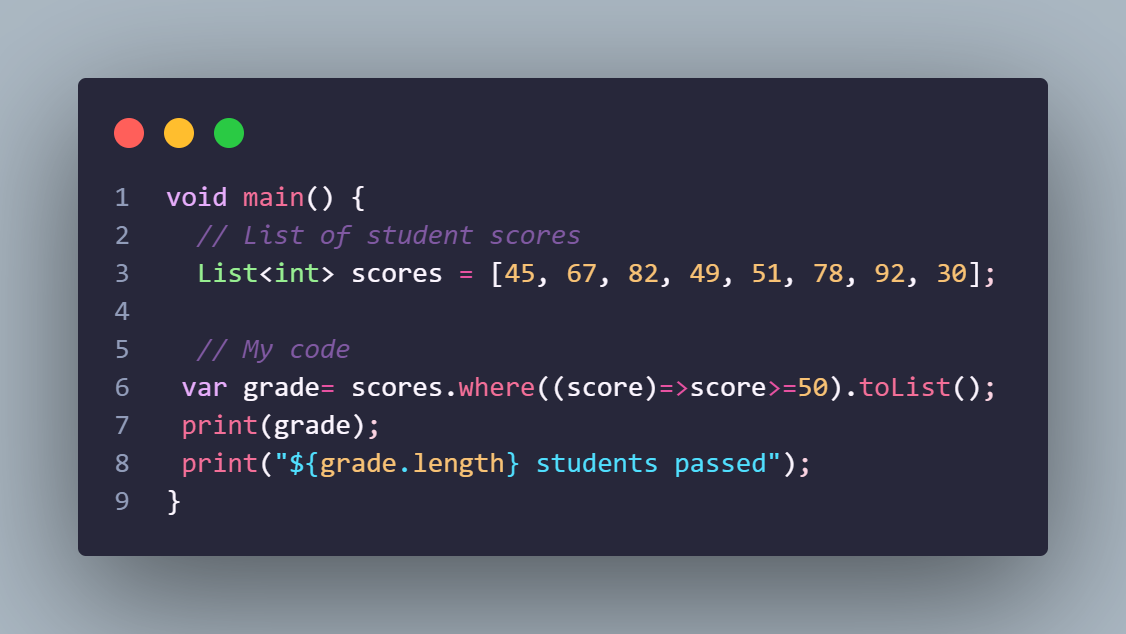 1 void main() {
2 // List of student scores
3 List<int> scores = [45, 67, 82, 49, 51, 78, 92, 30];
4
5 // My code
6 var grade= scores.where((score)=>score>=50).toList();
7 print(grade);
8 print("${grade.length} students passed");
9 }